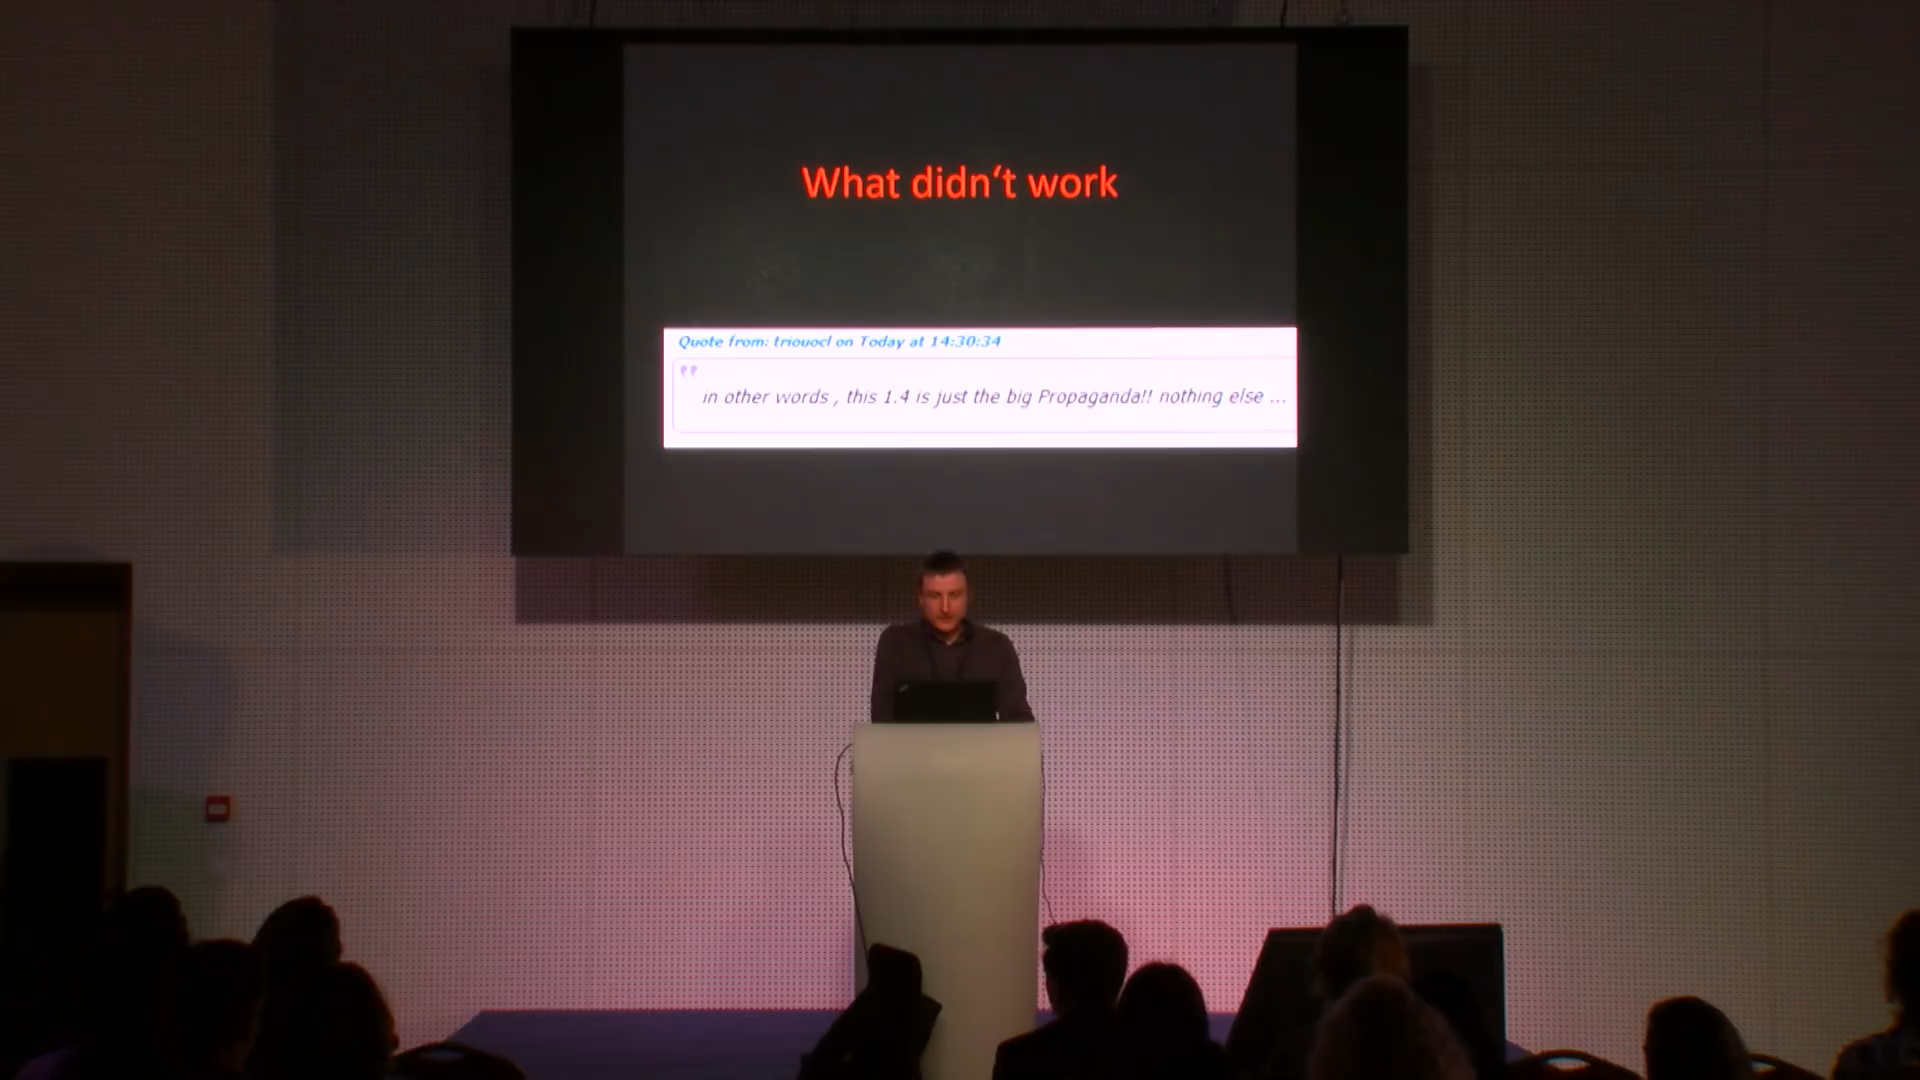 What didn‘t work
Quote from: triouocl on Today at 14:30:34
in other words , this 1.4 is just the big Propaganda!! nothing else ...